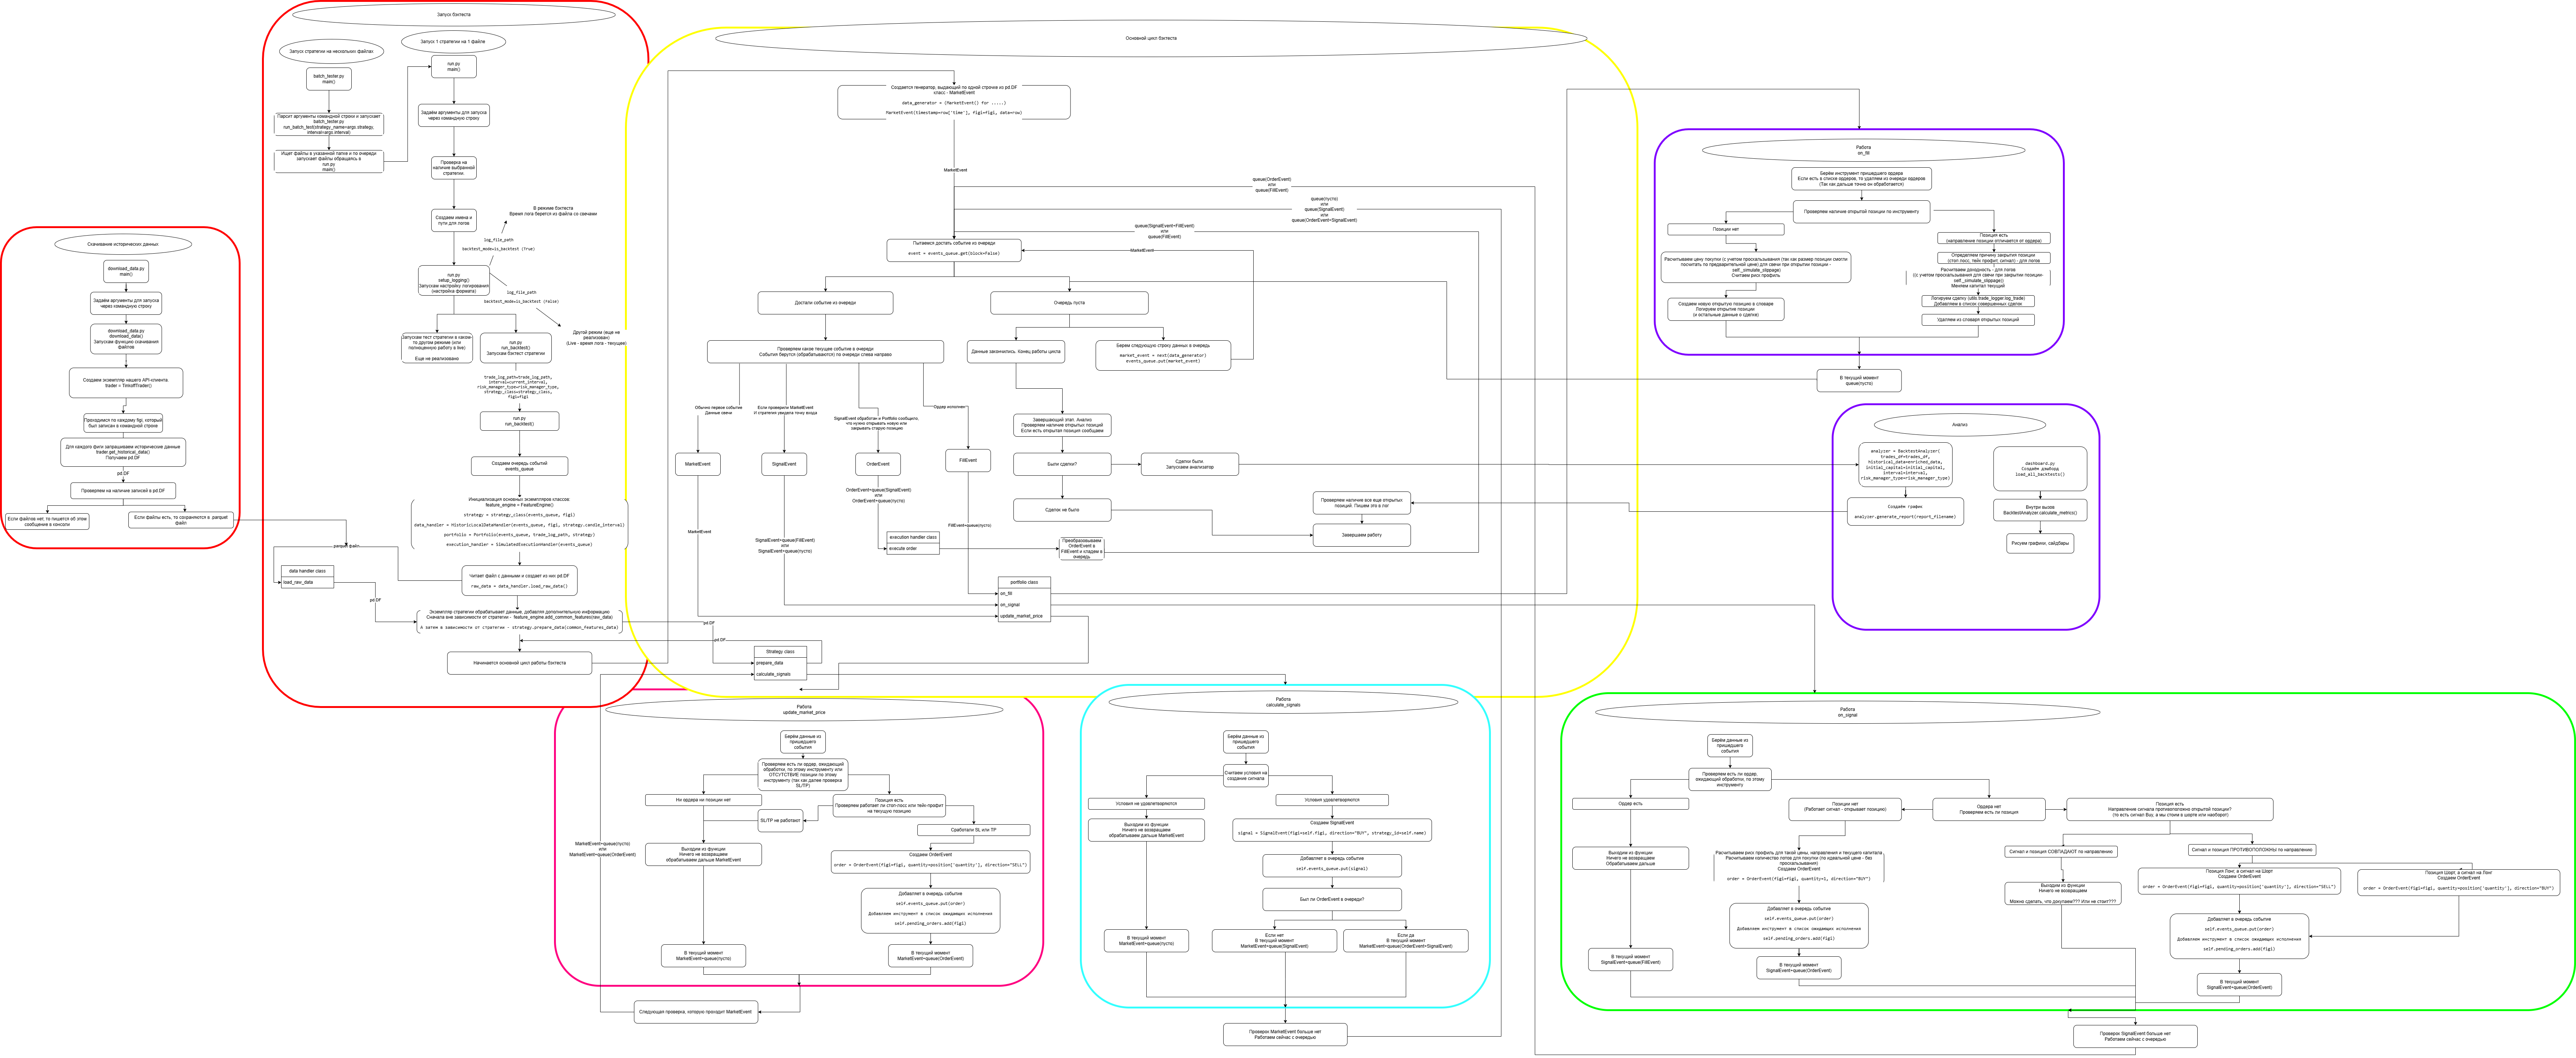 Скачивание исторических данных
download_data.py
main()
Задаём аргументы для запуска
через командную строку
download_data.py
download_data()
Запускам функцию скачивания
файлов
Создаем экземпляр нашего API-клиента.
trader = TinkoffTrader()
Проходимся по каждому figi, который
был записан в командной строке
Для каждого фиги запрашиваем исторические данные
trader.get_historical_data()
Получаем pd.DF
pd.DF
Проверяем на наличие записей в pd.DF
Если файлов нет, то пишется об этом
сообщение в консоли
Если файлы есть, то сохраняются в .parquet
файл
Запуск бэктеста
Запуск стратегии на нескольких файлах
batch_tester.py
main()
Парсит аргументы командной строки и запускает
batch_tester.py
run_batch_test(strategy_name=args.strategy,
interval=args.interval)
Ищет файлы в указанной папке и по очереди
запускает файлы обращаясь в
run.py
main()
Запуск 1 стратегии на 1 файле
run.py
main()
Задаём аргументы для запуска
через командную строку
Проверка на
наличие выбранной
стратегии.
Создаем имена и
пути для логов
В режиме бэктеста
Время лога берется из файла со свечами
log_file_path
backtest_mode=is_backtest (True)
run.py
setup_logging()
Запускам настройку логирования
(настройка формата)
log_file_path
backtest_mode=is_backtest (False)
Другой режим (еще не
реализован)
(Live - время лога - текущее)
Запускаем тест стратегии в каком-
то другом режиме (или
полноценную работу в live)
Еще не реализовано
run.py
run_backtest()
Запускам бэктест стратегии
trade_log_path=trade_log_path,
interval=current_interval,
risk_manager_type=risk_manager_type,
strategy_class=strategy_class,
figi=figi
run.py
run_backtest()
Создаем очередь событий
events_queue
Инициализация основных экземпляров классов:
feature_engine = FeatureEngine()
strategy = strategy_class(events_queue, figi)
data_handler = HistoricLocalDataHandler(events_queue, figi, strategy.candle_interval)
portfolio = Portfolio(events_queue, trade_log_path, strategy)
execution_handler = SimulatedExecutionHandler(events_queue)
parquet файл
data handler class
load_raw_data
Читает файл с данными и создает из них pd.DF
raw_data = data_handler.load_raw_data()
pd.DF
Экземпляр стратегии обрабатывает данные, добавляя дополнительную информацию
Сначала вне зависимости от стратегии - feature_engine.add_common_features(raw_data)
А затем в зависимости от стратегии - strategy.prepare_data(common_features_data)
Начинается основной цикл работы бэктеста
pd.DF
pd.DF
Strategy class
prepare_data
calculate_signals
Основной цикл бэктеста
Создается генератор, выдающий по одной строчке из pd.DF
класс - MarketEvent
data_generator = (MarketEvent() for .....)
MarketEvent(timestamp=row['time'], figi=figi, data=row)
MarketEvent
queue(OrderEvent)
или
queue(FillEvent)
queue(пусто)
или
queue(SignalEvent)
или
queue(OrderEvent+SignalEvent)
queue(SignalEvent+FillEvent)
или
queue(FillEvent)
Пытаемся достать событие из очереди
event = events_queue.get(block=False)
MarketEvent
Достали событие из очереди
Очередь пуста
Проверяем какое текущее событие в очереди
События берутся (обрабатываются) по очереди слева направо
Данные закончились. Конец работы цикла
Берем следующую строку данных в очередь
market_event = next(data_generator)
events_queue.put(market_event)
Обычно первое событие
Данные свечи
Если проверили MarketEvent
И стратегия увидела точку входа
SignalEvent обработан и Portfolio сообщило,
что нужно открывать новую или
закрывать старую позицию
Ордер исполнен
MarketEvent
SignalEvent
OrderEvent
FillEvent
Завершающий этап. Анализ
Проверяем наличие открытых позиций
Если есть открытая позиция сообщаем
Были сделки?
Сделки были.
Запускаем анализатор
Сделок не было
Проверяем наличие все еще открытых
позиций. Пишем это в лог
Завершаем работу
OrderEvent+queue(SignalEvent)
или
OrderEvent+queue(пусто)
FillEvent+queue(пусто)
MarketEvent
SignalEvent+queue(FillEvent)
или
SignalEvent+queue(пусто)
execution handler class
execute order
Преобразовываем
OrderEvent в
FillEvent и кладем в
очередь
portfolio class
on_fill
on_signal
update_market_price
Работа
on_fill
Берём инструмент пришедшего ордера
Если есть в списке ордеров, то удаляем из очереди ордеров
(Так как дальше точно он обработается)
Проверяем наличие открытой позиции по инструменту
Позиции нет
Рассчитываем цену покупки (с учетом проскальзывания (так как размер позиции смогли
посчитать по предварительной цене) для свечи при открытии позиции -
self._simulate_slippage
Считаем риск профиль
Создаем новую открытую позицию в словаре
Логируем открытие позиции
(и остальные данные о сделке)
Позиция есть
(направление позиции отличается от ордера)
Определяем причину закрытия позиции
(стоп лосс, тейк профит, сигнал) - для логов
Расчитываем доходность - для логов
((с учетом проскальзывания для свечи при закрытии позиции-
self._simulate_slippage()
Меняем капитал текущий
Логируем сделку (utils.trade_logger.log_trade)
Добавляем в список совершенных сделок
Удаляем из словаря открытых позиций
В текущий момент
queue(пусто)
Анализ
analyzer = BacktestAnalyzer(
trades_df=trades_df,
historical_data=enriched_data,
initial_capital=initial_capital,
interval=interval,
risk_manager_type=risk_manager_type)
Создаём график
analyzer.generate_report(report_filename)
dashboard.py
Создаём дэшборд
load_all_backtests()
Внутри вызов
BacktestAnalyzer.calculate_metrics()
Рисуем графики, сайдбары
Работа
update_market_price
Берём данные из
пришедшего
события
Проверяем есть ли ордер, ожидающий
обработки, по этому инструменту или
ОТСУТСТВИЕ позиции по этому
инструменту (так как далее проверка
SL/TP)
Ни ордера ни позиции нет
Позиция есть
Проверяем работает ли стоп-лосс или тейк-профит
на текущую позицию
SL/TP не работают
Сработали SL или TP
Выходим из функции
Ничего не возвращаем
обрабатываем дальше MarketEvent
Создаем OrderEvent
order = OrderEvent(figi=figi, quantity=position['quantity'], direction="SELL")
Добавляет в очередь событие
self.events_queue.put(order)
Добавляем инструмент в список ожидающих исполнения
self.pending_orders.add(figi)
В текущий момент
MarketEvent+queue(пусто)
В текущий момент
MarketEvent+queue(OrderEvent)
MarketEvent+queue(пусто)
или
MarketEvent+queue(OrderEvent)
Следующая проверка, которую проходит MarketEvent
Работа
calculate_signals
Берём данные из
пришедшего
события
Считаем условия на
создание сигнала
Условия не удовлетворяются
Условия удовлетворяются
Выходим из функции
Ничего не возвращаем
обрабатываем дальше MarketEvent
Создаем SignalEvent
signal = SignalEvent(figi=self.figi, direction="BUY", strategy_id=self.name)
Добавляет в очередь событие
self.events_queue.put(signal)
Был ли OrderEvent в очереди?
В текущий момент
MarketEvent+queue(пусто)
Если нет
В текущий момент
MarketEvent+queue(SignalEvent)
Если да
В текущий момент
MarketEvent+queue(OrderEvent+SignalEvent)
Проверок MarketEvent больше нет
Работаем сейчас с очередью
Работа
on_signal
Берём данные из
пришедшего
события
Проверяем есть ли ордер,
ожидающий обработки, по этому
инструменту
Ордер есть
Позиции нет
(Работает сигнал - открывает позицию)
Ордера нет
Проверяем есть ли позиция
Позиция есть
Направление сигнала противоположно открытой позиции?
(то есть сигнал Buy, а мы стоим в шорте или наоборот)
Выходим из функции
Ничего не возвращаем
Обрабатываем дальше
Расcчитываем риск профиль для такой цены, направления и текущего капитала
Расcчитываем количество лотов для покупки (по идеальной цене - без
проскальзывания)
Создаем OrderEvent
order = OrderEvent(figi=figi, quantity=1, direction="BUY")
Сигнал и позиция СОВПАДАЮТ по направлению
Сигнал и позиция ПРОТИВОПОЛОЖНЫ по направлению
Выходим из функции
Ничего не возвращаем
Можно сделать, что докупаем??? Или не стоит???
Позиция Лонг, а сигнал на Шорт
Создаем OrderEvent
order = OrderEvent(figi=figi, quantity=position['quantity'], direction="SELL")
Позиция Шорт, а сигнал на Лонг
Создаем OrderEvent
order = OrderEvent(figi=figi, quantity=position['quantity'], direction="BUY")
Добавляет в очередь событие
self.events_queue.put(order)
Добавляем инструмент в список ожидающих исполнения
self.pending_orders.add(figi)
Добавляет в очередь событие
self.events_queue.put(order)
Добавляем инструмент в список ожидающих исполнения
self.pending_orders.add(figi)
В текущий момент
SignalEvent+queue(FillEvent)
В текущий момент
SignalEvent+queue(OrderEvent)
В текущий момент
SignalEvent+queue(OrderEvent)
Проверок SignalEvent больше нет
Работаем сейчас с очередью